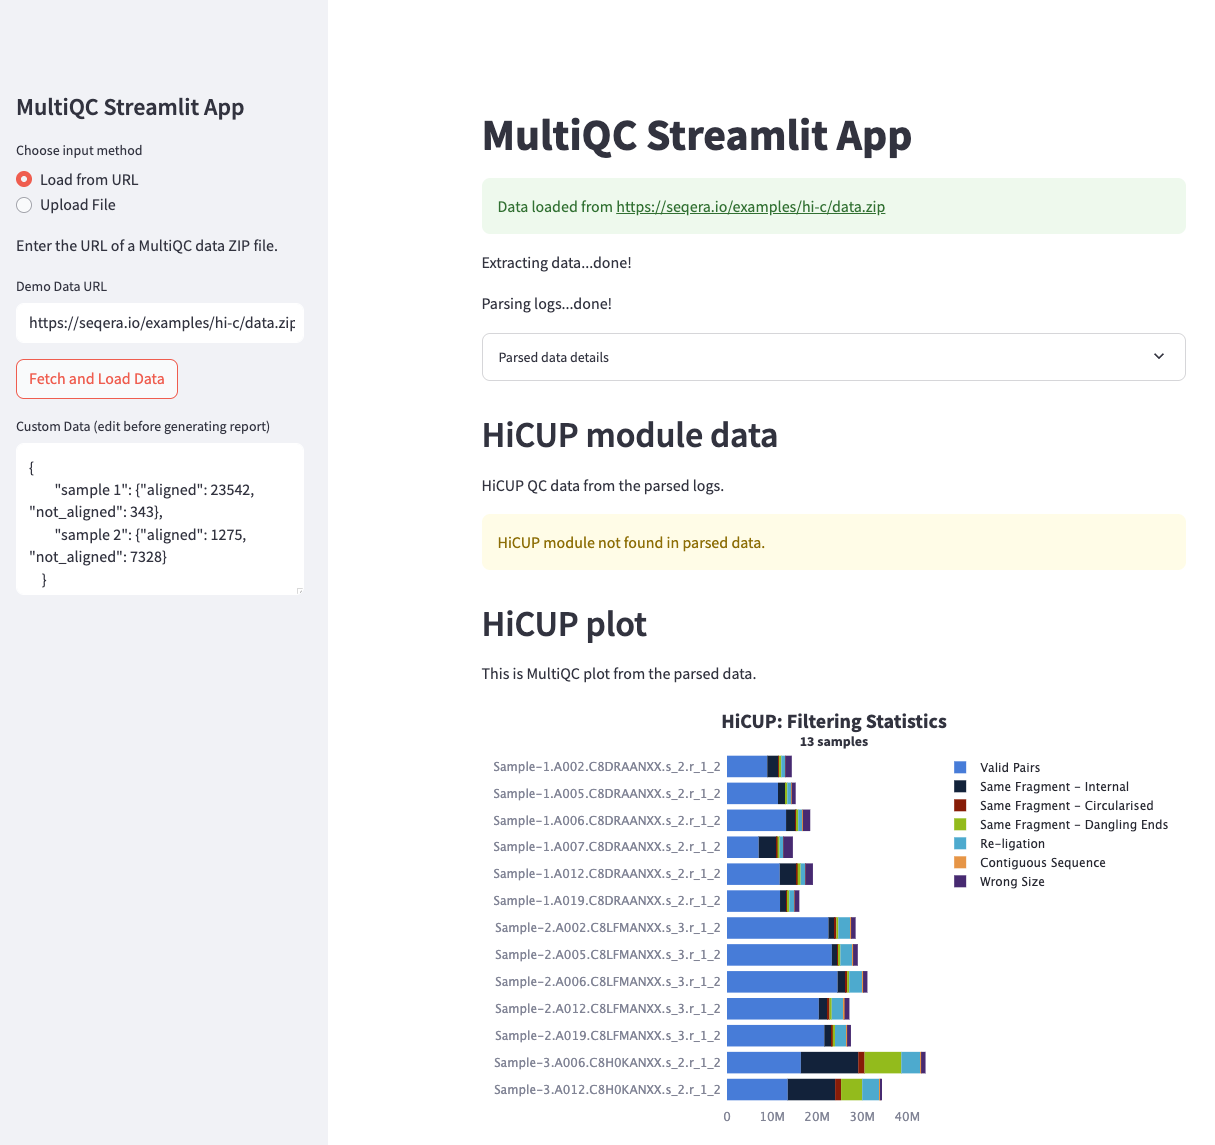 MultiQC Streamlit App
Choose input method
Load from URL
Upload File
Enter the URL of a MultiQC data ZIP file.
Demo Data URL
https://seqera.io/examples/hi-c/data.zip
Fetch and Load Data
Custom Data (edit before generating report)
{
"sample 1": {"aligned": 23542,
"not_aligned": 343},
"sample 2": {"aligned": 1275,
"not_aligned": 7328}
}
MultiQC Streamlit App
Data loaded from https://seqera.io/examples/hi-c/data.zip
Extracting data...done!
Parsing logs...done!
Parsed data details
HiCUP module data
HiCUP QC data from the parsed logs.
HiCUP module not found in parsed data.
HiCUP plot
This is MultiQC plot from the parsed data.
HiCUP: Filtering Statistics
13 samples
Sample-1.A002.C8DRAANXX.s_2.r_1_2
Sample-1.A005.C8DRAANXX.s_2.r_1_2
Sample-1.A006.C8DRAANXX.s_2.r_1_2
Sample-1.A007.C8DRAANXX.s_2.r_1_2
Sample-1.A012.C8DRAANXX.s_2.r_1_2
Sample-1.A019.C8DRAANXX.s_2.r_1_2
Sample-2.A002.C8LFMANXX.s_3.r_1_2
Sample-2.A005.C8LFMANXX.s_3.r_1_2
Sample-2.A006.C8LFMANXX.s_3.r_1_2
Sample-2.A012.C8LFMANXX.s_3.r_1_2
Sample-2.A019.C8LFMANXX.s_3.r_1_2
Sample-3.A006.C8H0KANXX.s_2.r_1_2
Sample-3.A012.C8H0KANXX.s_2.r_1_2
0 10M 20M 30M 40M
Valid Pairs
Same Fragment - Internal
Same Fragment - Circularised
Same Fragment - Dangling Ends
Re-ligation
Contiguous Sequence
Wrong Size